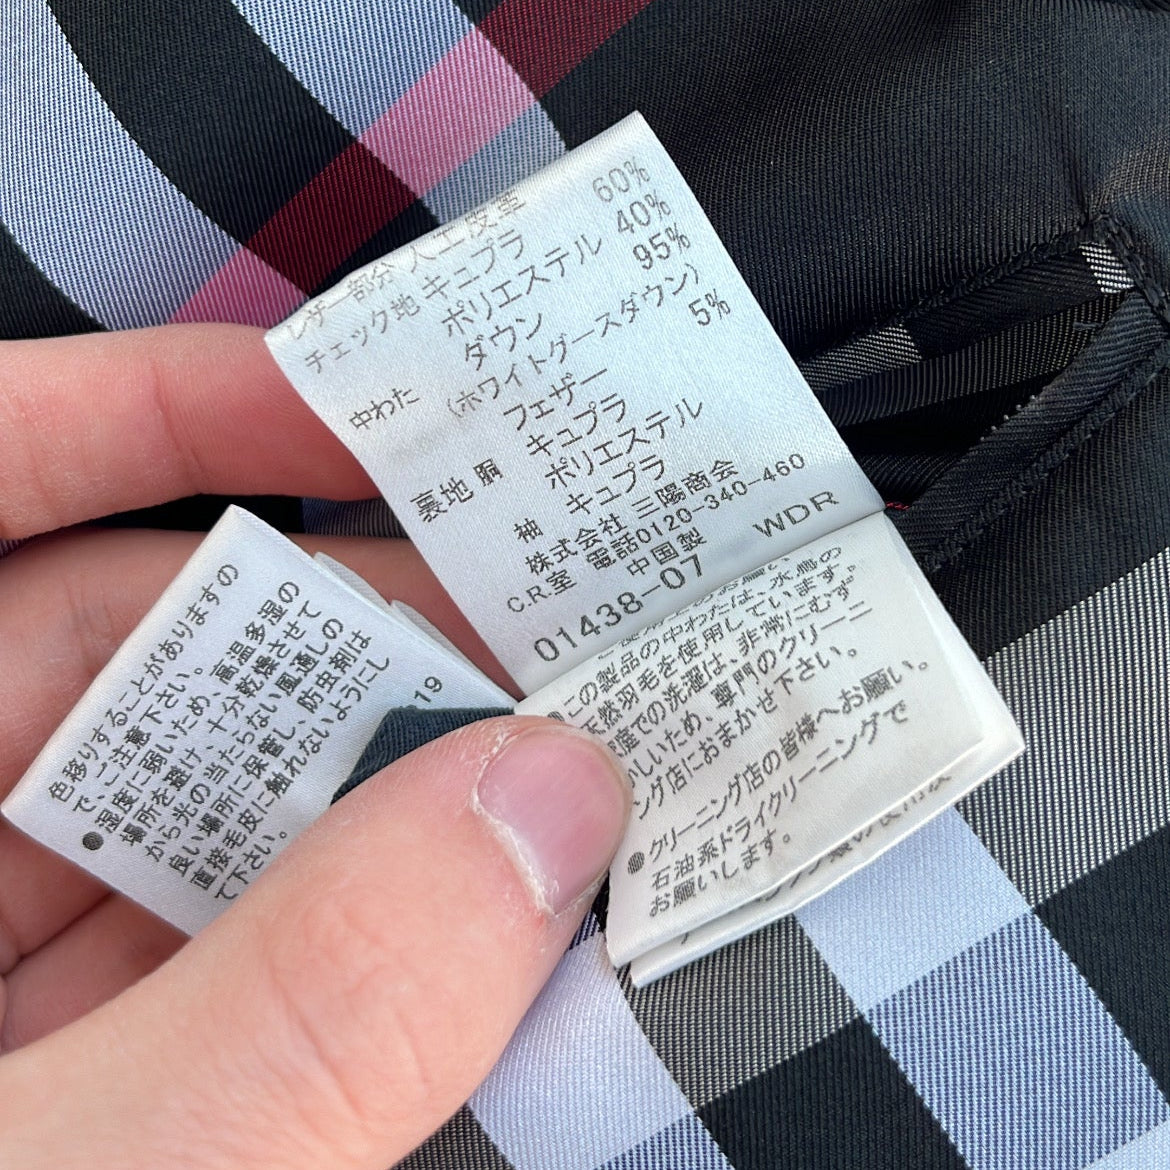 レザー部分 人工皮革
チェック地 キュプラ 60%
ポリエステル 40%
中わた ダウン 95%
(ホワイトグースダウン)
フェザー 5%
裏地 胴 キュプラ
ポリエステル
袖 キュプラ
株式会社 三陽商会
C.R.室 電話0120-340-460
中国製
01438-07 WDR
この製品の中わたは、水鳥の
天然羽毛を使用しています。
家庭での洗濯は、非常にむず
かしいため、専門のクリーニ
ング店におまかせ下さい。
●クリーニング店の皆様へお願い。
石油系ドライクリーニングで
お願いします。
色移りすることがありますの
で、ご注意下さい。
●湿度に弱いため、高温多湿の
場所を避け、十分乾燥させて
から光の当たらない風通しの
良い場所に保管し、防虫剤は
直接毛皮に触れないようにし
て下さい。
19